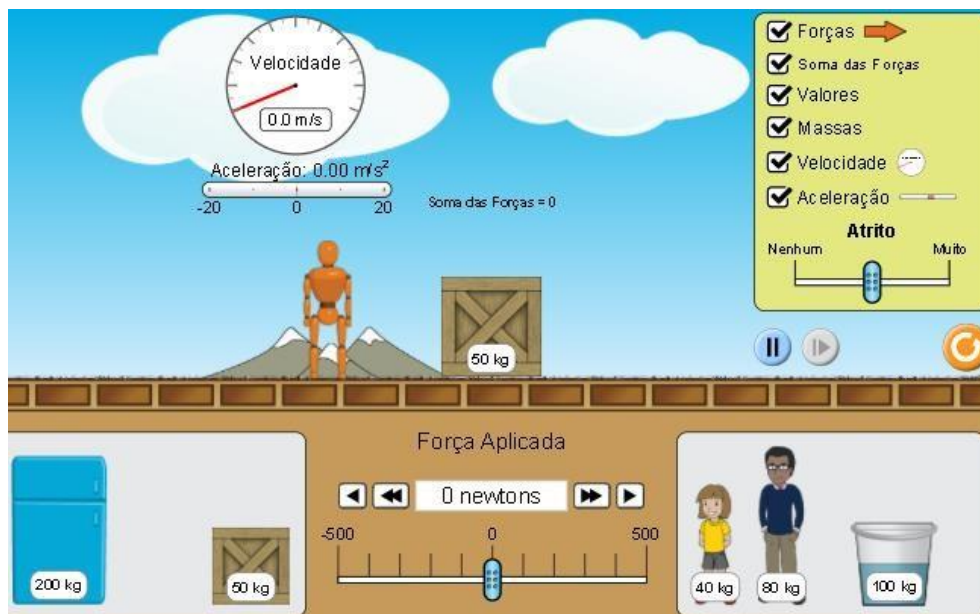 Velocidade
0.0 m/s
Aceleração: 0.00 m/s²
-20 0 20
Soma das Forças = 0
Forças
Soma das Forças
Valores
Massas
Velocidade
Aceleração
Atrito
Nenhum Muito
50 kg
Força Aplicada
0 newtons
-500 0 500
200 kg
50 kg
40 kg
80 kg
100 kg